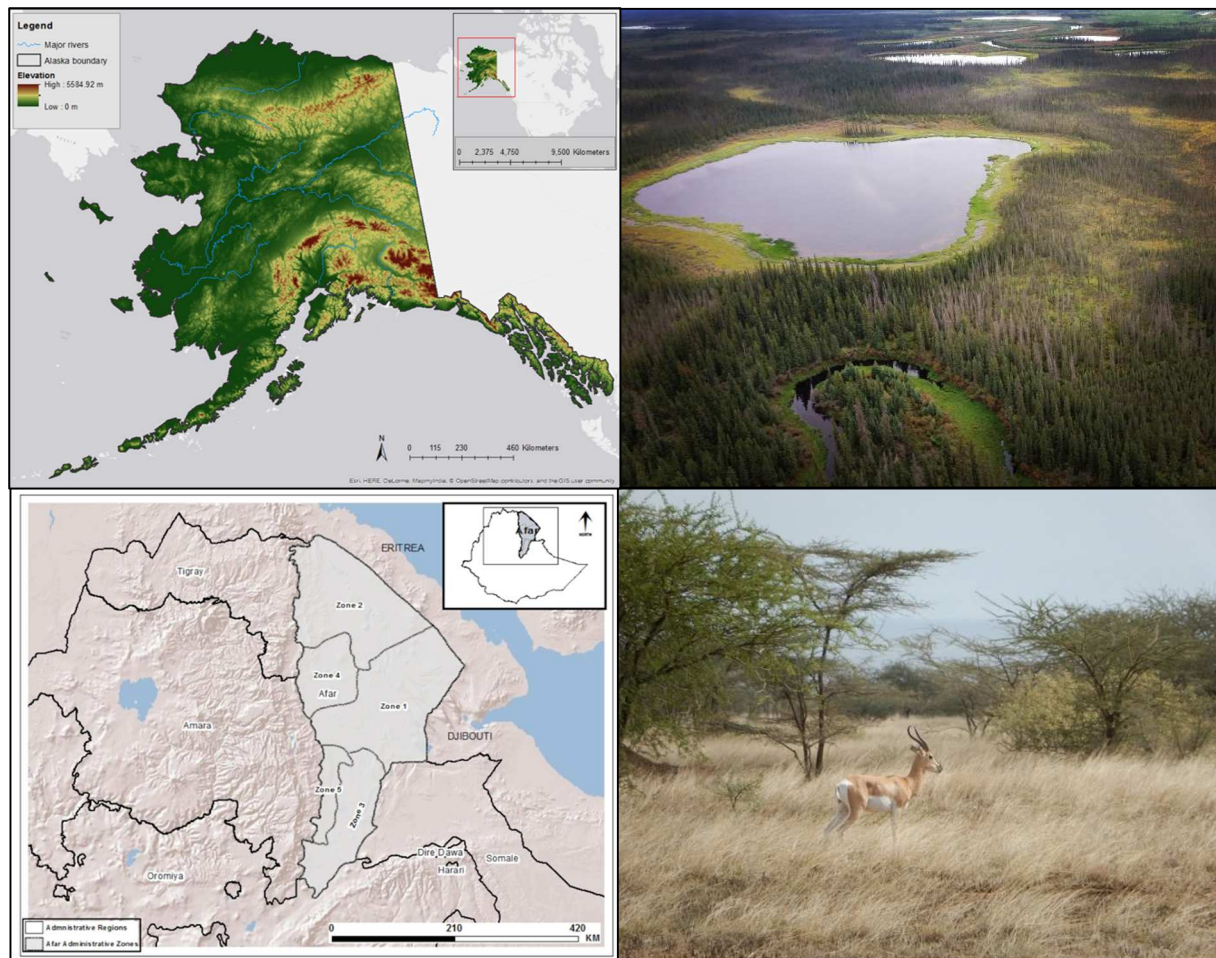 Legend
Major rivers
Alaska boundary
Elevation
High : 5584.92 m
Low : 0 m
0 2,375 4,750 9,500 Kilometers
N
0 115 230 460 Kilometers
Esri, HERE, DeLorme, MapmyIndia, © OpenStreetMap contributors, and the GIS user community
ERITREA
Afar
NORTH
Tigray
Zone 2
Zone 4
Afar
Zone 1
Amara
DJIBOUTI
Zone 5
Zone 3
Dire Dawa
Harari
Somale
Oromiya
Admnistrative Regions
Afar Administrative Zones
0 210 420
KM